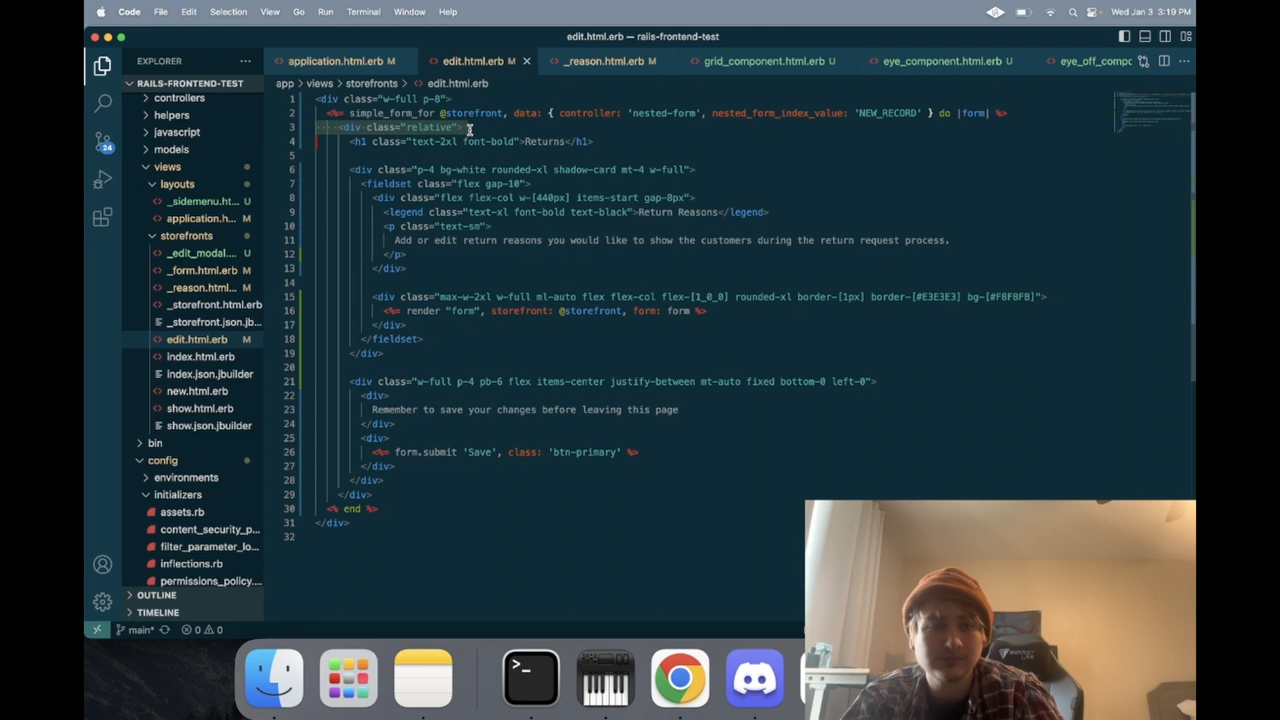 Code File Edit Selection View Go Run Terminal Window Help Wed Jan 3 3:19 PM
edit.html.erb — rails-frontend-test
EXPLORER ···
application.html.erb M edit.html.erb M × _reason.html.erb M grid_component.html.erb U eye_component.html.erb U eye_off_compc
app > views > storefronts > edit.html.erb
RAILS-FRONTEND-TEST
controllers
helpers
javascript
models
views
layouts
_sidemenu.ht... U
application.h... M
storefronts
_edit_modal.... U
_form.html.erb M
_reason.html... M
_storefront.html.erb
_storefront.json.jb...
edit.html.erb M
index.html.erb
index.json.jbuilder
new.html.erb
show.html.erb
show.json.jbuilder
bin
config
environments
initializers
assets.rb
content_security_p...
filter_parameter_lo...
inflections.rb
permissions_policy....
OUTLINE
TIMELINE
24
1 <div class="w-full p-8">
2 <%= simple_form_for @storefront, data: { controller: 'nested-form', nested_form_index_value: 'NEW_RECORD' } do |form| %>
3 <div class="relative">
4 <h1 class="text-2xl font-bold">Returns</h1>
5
6 <div class="p-4 bg-white rounded-xl shadow-card mt-4 w-full">
7 <fieldset class="flex gap-10">
8 <div class="flex flex-col w-[440px] items-start gap-8px">
9 <legend class="text-xl font-bold text-black">Return Reasons</legend>
10 <p class="text-sm">
11 Add or edit return reasons you would like to show the customers during the return request process.
12 </p>
13 </div>
14
15 <div class="max-w-2xl w-full ml-auto flex flex-col flex-[1_0_0] rounded-xl border-[1px] border-[#E3E3E3] bg-[#F8F8FB]">
16 <%= render "form", storefront: @storefront, form: form %>
17 </div>
18 </fieldset>
19 </div>
20
21 <div class="w-full p-4 pb-6 flex items-center justify-between mt-auto fixed bottom-0 left-0">
22 <div>
23 Remember to save your changes before leaving this page
24 </div>
25 <div>
26 <%= form.submit 'Save', class: 'btn-primary' %>
27 </div>
28 </div>
29 </div>
30 <% end %>
31 </div>
32
main* 0 0